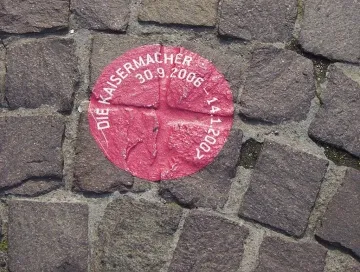 DIE KAISERMACHER
30.9.2006 – 14.1.2007